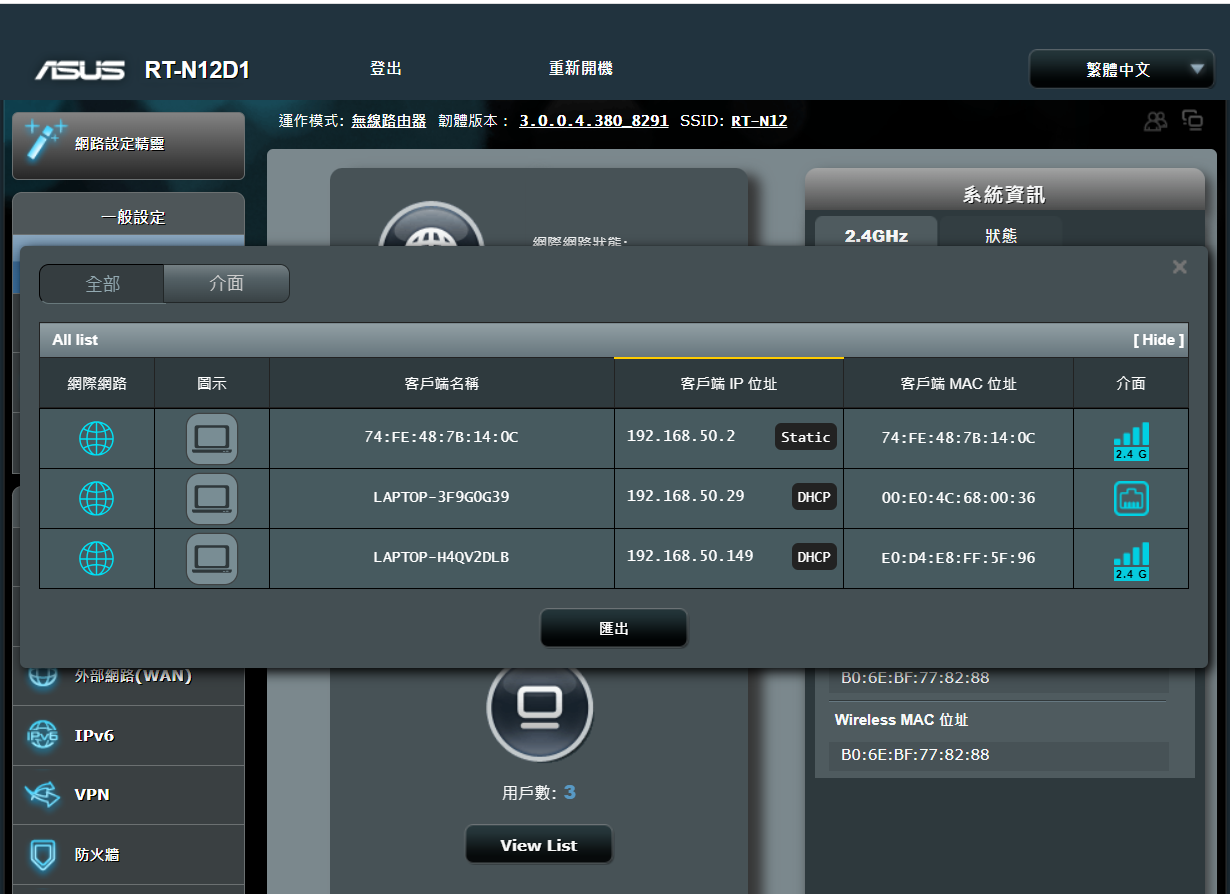 ASUS RT-N12D1 登出 重新開機 繁體中文
運作模式: 無線路由器 韌體版本： 3.0.0.4.380_8291 SSID: RT-N12
網路設定精靈
一般設定
網際網路狀態:
系統資訊
2.4GHz 狀態
全部 介面
All list [ Hide ]
網際網路 圖示 客戶端名稱 客戶端 IP 位址 客戶端 MAC 位址 介面
74:FE:48:7B:14:0C 192.168.50.2 Static 74:FE:48:7B:14:0C 2.4 G
LAPTOP-3F9G0G39 192.168.50.29 DHCP 00:E0:4C:68:00:36
LAPTOP-H4QV2DLB 192.168.50.149 DHCP E0:D4:E8:FF:5F:96 2.4 G
匯出
外部網路(WAN)
IPv6 IPv6
VPN
防火牆
用戶數: 3
View List
B0:6E:BF:77:82:88
Wireless MAC 位址
B0:6E:BF:77:82:88